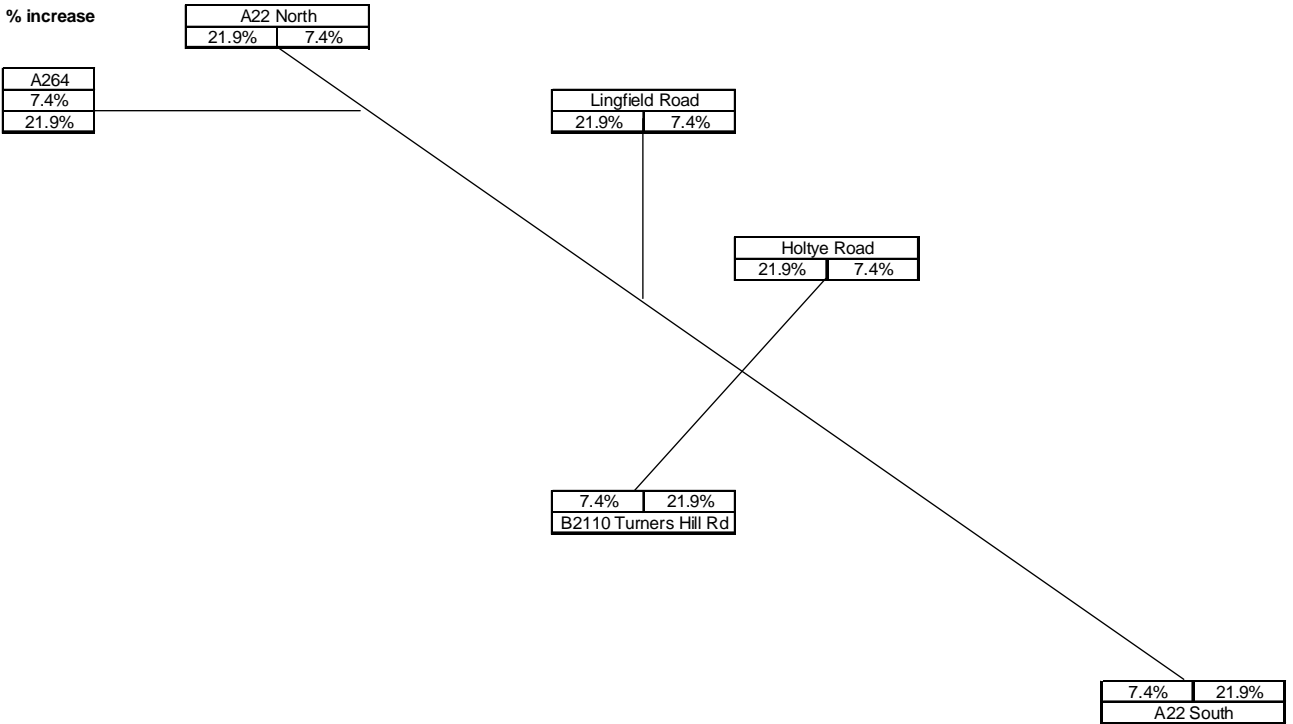 % increase
A22 North
21.9% 7.4%
A264
7.4%
21.9%
Lingfield Road
21.9% 7.4%
Holtye Road
21.9% 7.4%
7.4% 21.9%
B2110 Turners Hill Rd
7.4% 21.9%
A22 South